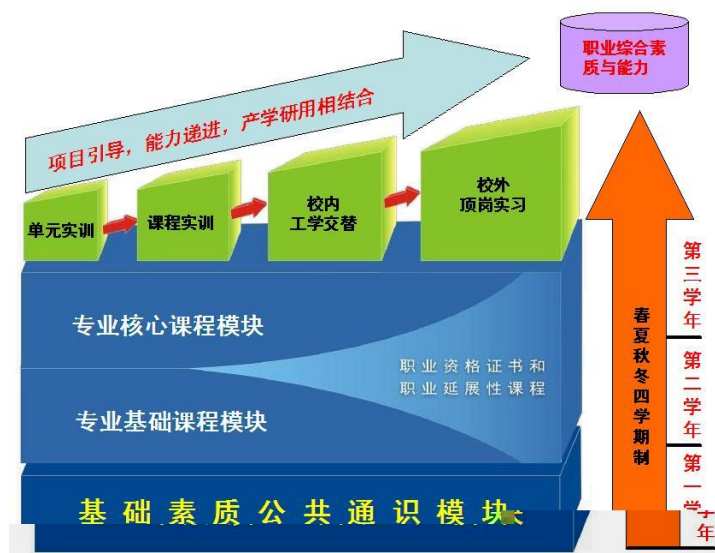 职业综合素
质与能力
项目引导，能力递进，产学研用相结合
单元实训
课程实训
校内
工学交替
校外
顶岗实习
专业核心课程模块
职业资格证书和
职业延展性课程
专业基础课程模块
基础素质公共通识模块
春夏秋冬四学期制
第三学年
第二学年
第一学年